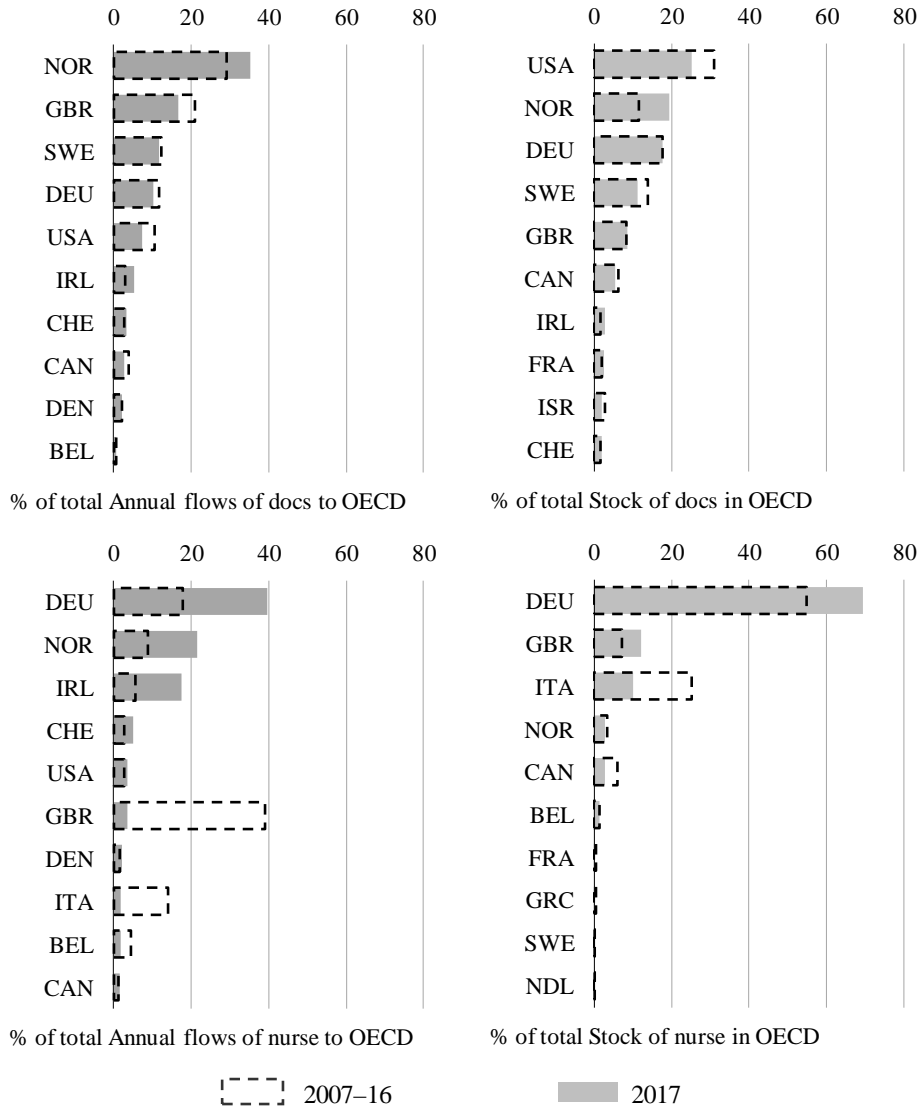 0 20 40 60 80
NOR
GBR
SWE
DEU
USA
IRL
CHE
CAN
DEN
BEL
% of total Annual flows of docs to OECD
0 20 40 60 80
USA
NOR
DEU
SWE
GBR
CAN
IRL
FRA
ISR
CHE
% of total Stock of docs in OECD
0 20 40 60 80
DEU
NOR
IRL
CHE
USA
GBR
DEN
ITA
BEL
CAN
% of total Annual flows of nurse to OECD
0 20 40 60 80
DEU
GBR
ITA
NOR
CAN
BEL
FRA
GRC
SWE
NDL
% of total Stock of nurse in OECD
2007–16
2017